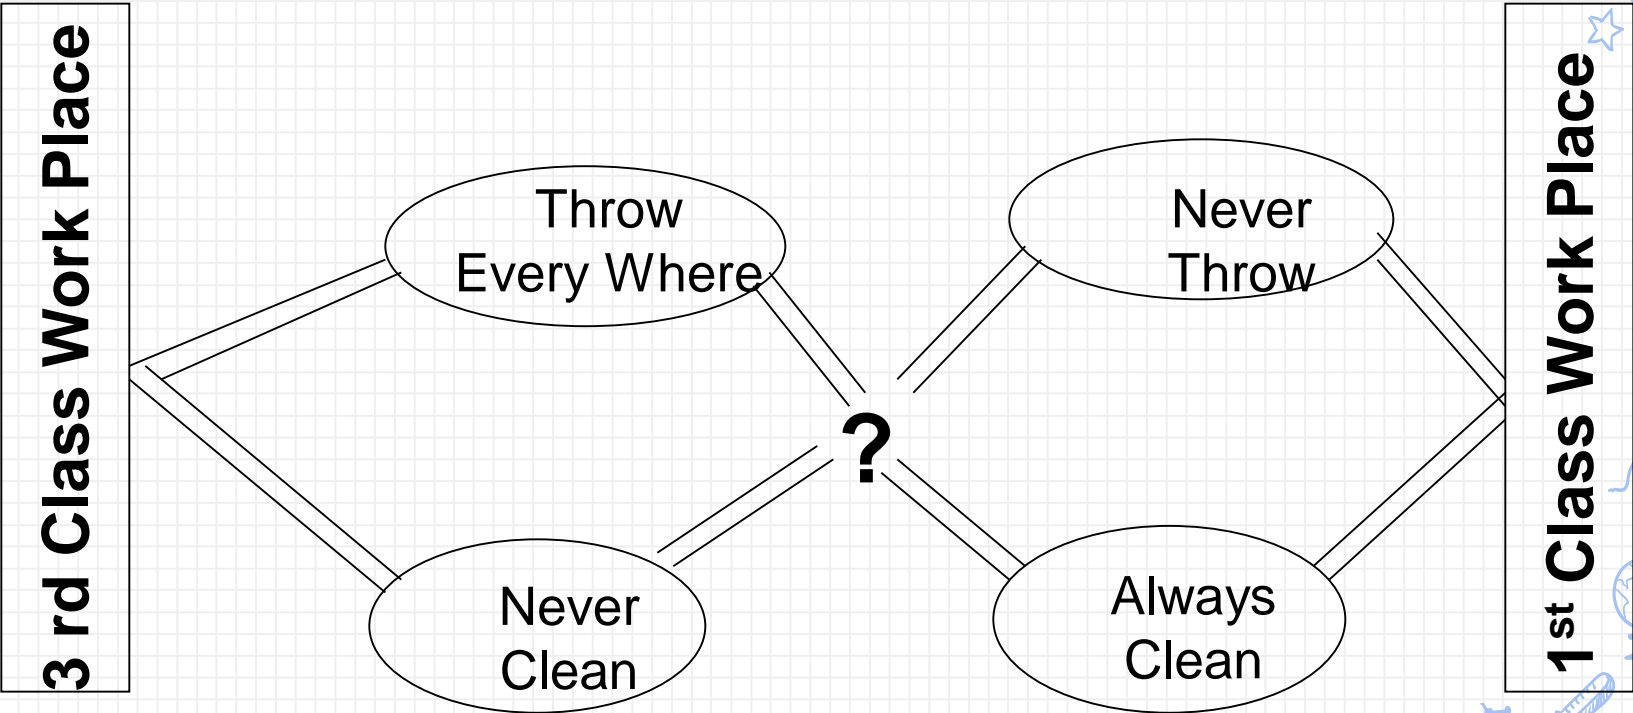 3 rd Class Work Place
Throw
Every Where
Never
Clean
?
Never
Throw
Always
Clean
1st Class Work Place